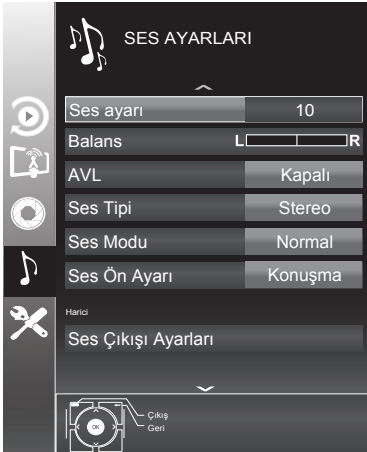 SES AYARLARI
Ses ayarı 10
Balans L R
AVL Kapalı
Ses Tipi Stereo
Ses Modu Normal
Ses Ön Ayarı Konuşma
Harici
Ses Çıkışı Ayarları
Çıkış
OK Geri